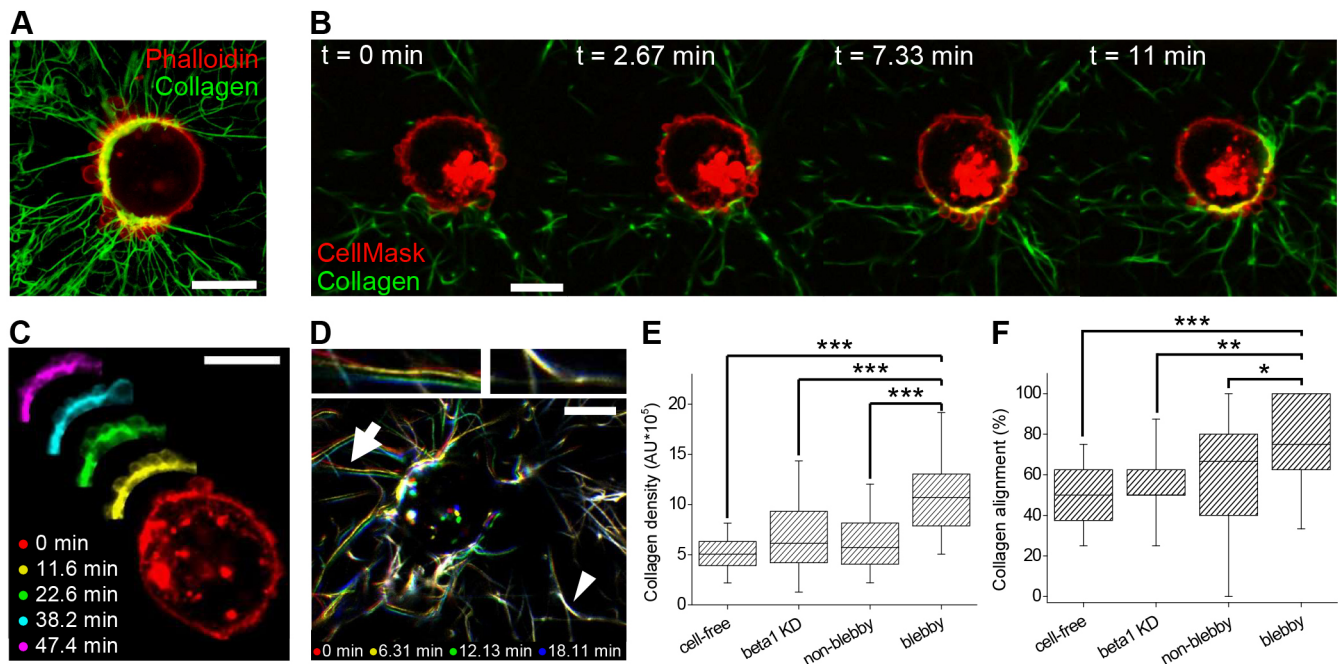 A
Phalloidin
Collagen
B
t = 0 min
t = 2.67 min
t = 7.33 min
t = 11 min
CellMask
Collagen
C
0 min
11.6 min
22.6 min
38.2 min
47.4 min
D
0 min 6.31 min 12.13 min 18.11 min
E
***
***
***
Collagen density (AU*10⁵)
20
15
10
5
0
cell-free
beta1 KD
non-blebby
blebby
F
***
**
*
Collagen alignment (%)
100
80
60
40
20
0
cell-free
beta1 KD
non-blebby
blebby